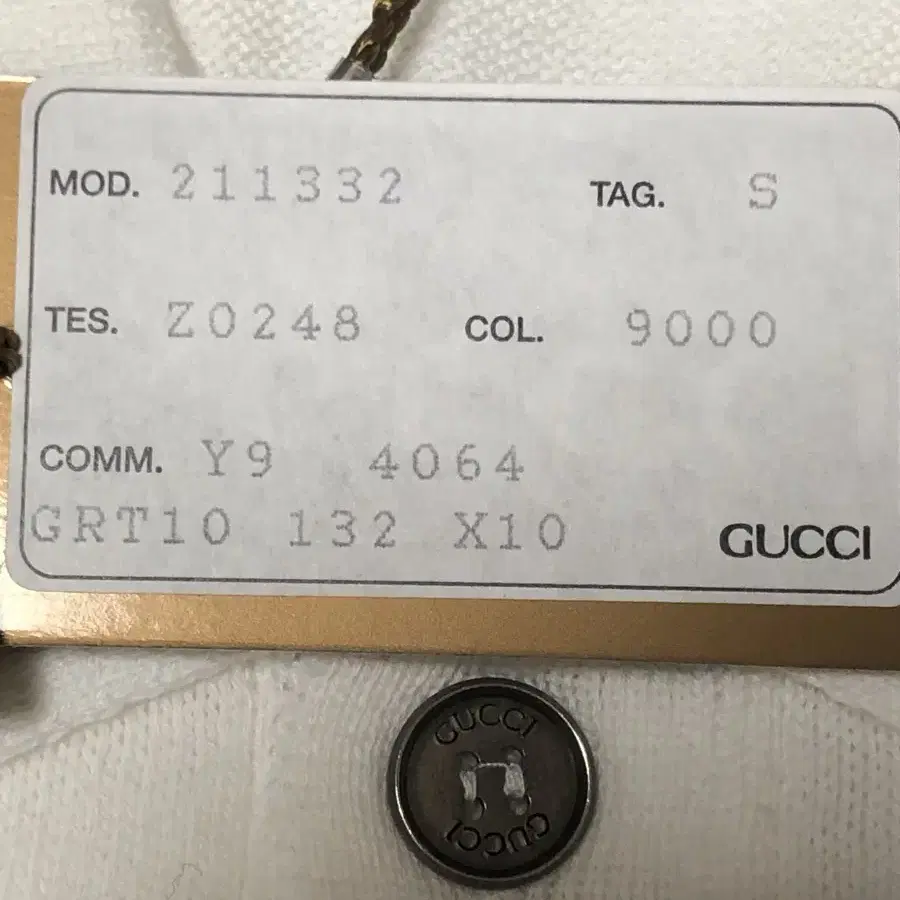 MOD. 211332 TAG. S
TES. Z0248 COL. 9000
COMM. Y9 4064
GRT10 132 X10
GUCCI
GUCCI
GUCCI